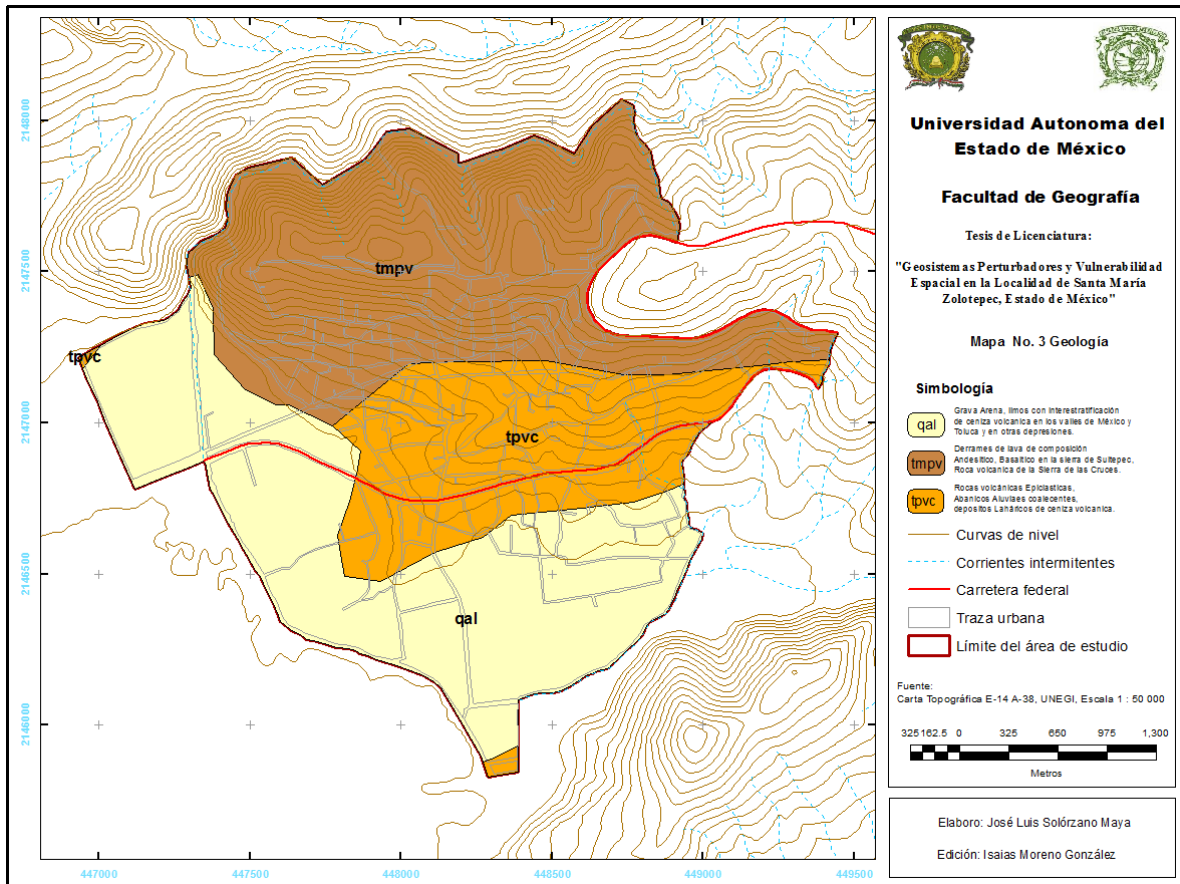 2148000
2147500
2147000
2146500
2146000
447000
447500
448000
448500
449000
449500
tmpv
tpvc
tpvc
qal
Universidad Autonoma del
Estado de México
Facultad de Geografía
Tesis de Licenciatura:
"Geosistemas Perturbadores y Vulnerabilidad
Espacial en la Localidad de Santa María
Zolotepec, Estado de México"
Mapa No. 3 Geología
Simbología
qal
Grava Arena, limos con interestratificación
de ceniza volcanica en los valles de México y
Toluca y en otras depresiones.
tmpv
Derrames de lava de composición
Andesitico, Basaltico en la sierra de Sultepec,
Roca volcanica de la Sierra de las Cruces.
tpvc
Rocas volcánicas Epiclasticas,
Abanicos Aluviaes coalecentes,
depositos Laháricos de ceniza volcanica.
Curvas de nivel
Corrientes intermitentes
Carretera federal
Traza urbana
Límite del área de estudio
Fuente:
Carta Topográfica E-14 A-38, UNEGI, Escala 1 : 50 000
325 162.5 0 325 650 975 1,300
Metros
Elaboro: José Luis Solórzano Maya
Edición: Isaias Moreno González